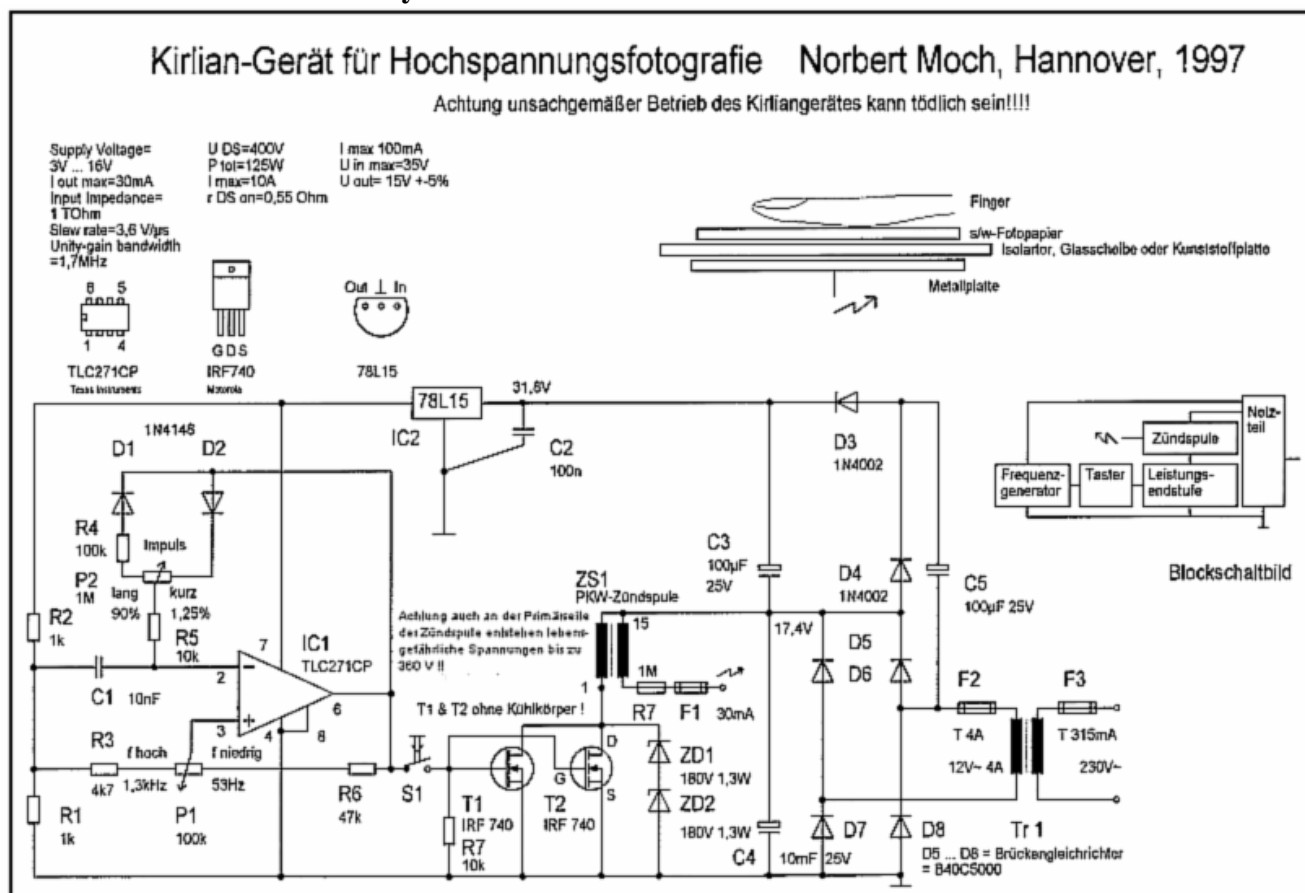 Kirlian-Gerät für Hochspannungsfotografie Norbert Moch, Hannover, 1997
Achtung unsachgemäßer Betrieb des Kirliangerätes kann tödlich sein!!!!
Supply Voltage=
3V ... 16V
I out max=30mA
Input Impedance=
1 TOhm
Slew rate=3,6 V/µs
Unity-gain bandwidth
=1,7MHz
U DS=400V
P tot=125W
I max=10A
r DS on=0,55 Ohm
I max 100mA
U in max=35V
U out= 15V +-5%
8 5
1 4
TLC271CP
Texas Instruments
D
G D S
IRF740
Motorola
Out ⊥ In
78L15
Finger
s/w-Fotopapier
Isolartor, Glasscheibe oder Kunststoffplatte
Metallplatte
78L15
IC2
31,6V
C2
100n
D3
1N4002
1N4148
D1 D2
R4
100k
Impuls
P2
1M
lang
90%
kurz
1,25%
R2
1k
R5
10k
C1
10nF
7
IC1
TLC271CP
2
3
6
4
8
R3
4k7
f hoch
1,3kHz
f niedrig
53Hz
P1
100k
R6
47k
R1
1k
S1
Achtung auch an der Primärseite
der Zündspule entstehen lebens-
gefährliche Spannungen bis zu
360 V !!
T1 & T2 ohne Kühlkörper !
ZS1
PKW-Zündspule
15
1
1M
R7
F1
30mA
T1
IRF 740
R7
10k
G
D
S
T2
IRF 740
ZD1
180V 1,3W
ZD2
180V 1,3W
C3
100µF
25V
17,4V
C4
10mF 25V
D4
1N4002
D5
D6
C5
100µF 25V
D7
D8
D5 ... D8 = Brückengleichrichter
= B40C5000
F2
T 4A
12V~ 4A
F3
T 315mA
230V~
Tr 1
Netz-
teil
Zündspule
Frequenz-
generator
Taster
Leistungs-
endstufe
Blockschaltbild